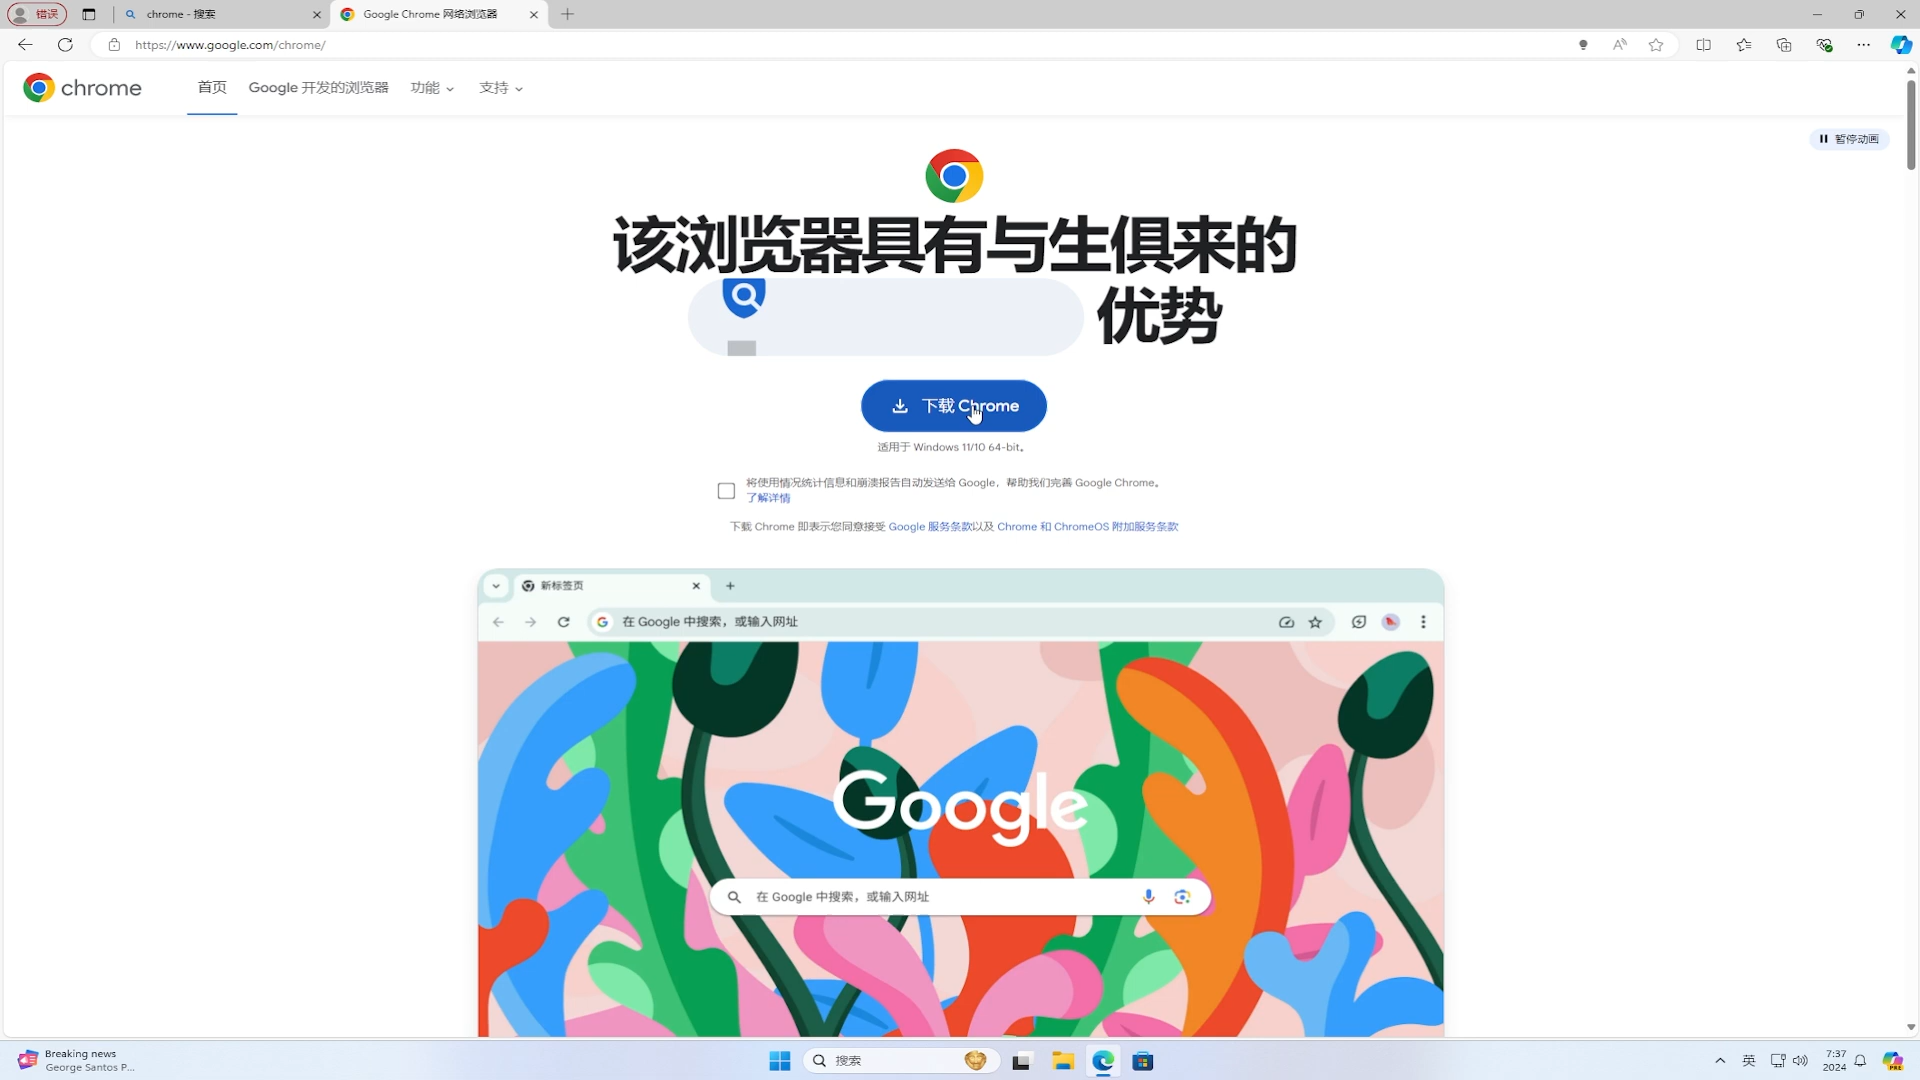 错误
chrome - 搜索
Google Chrome 网络浏览器
https://www.google.com/chrome/
chrome
首页
Google 开发的浏览器
功能
支持
暂停动画
该浏览器具有与生俱来的
优势
下载 Chrome
适用于 Windows 11/10 64-bit。
将使用情况统计信息和崩溃报告自动发送给 Google，帮助我们完善 Google Chrome。
了解详情
下载 Chrome 即表示您同意接受 Google 服务条款以及 Chrome 和 ChromeOS 附加服务条款
新标签页
在 Google 中搜索，或输入网址
Google
在 Google 中搜索，或输入网址
Breaking news
George Santos P...
搜索
英
7:37
2024
PRE